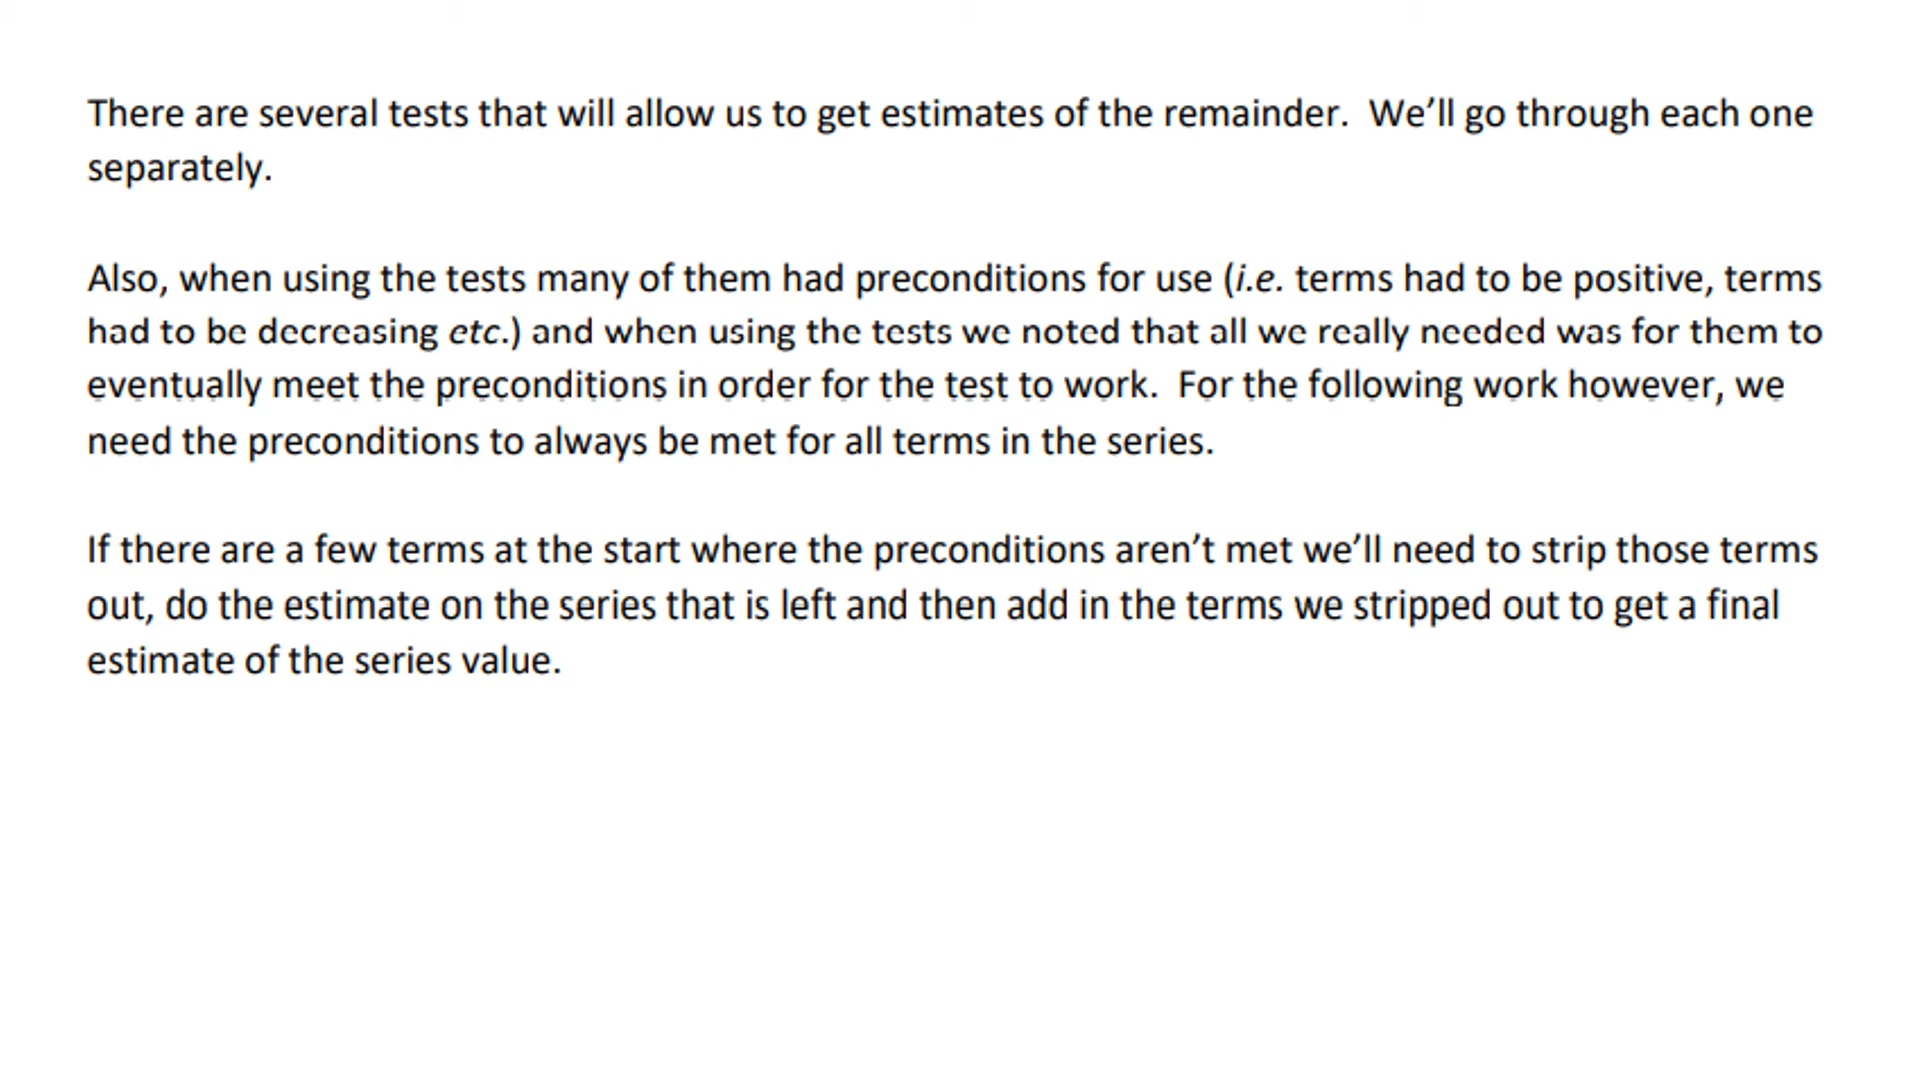 There are several tests that will allow us to get estimates of the remainder.  We’ll go through each one
separately.
Also, when using the tests many of them had preconditions for use (i.e. terms had to be positive, terms
had to be decreasing etc.) and when using the tests we noted that all we really needed was for them to
eventually meet the preconditions in order for the test to work.  For the following work however, we
need the preconditions to always be met for all terms in the series.
If there are a few terms at the start where the preconditions aren’t met we’ll need to strip those terms
out, do the estimate on the series that is left and then add in the terms we stripped out to get a final
estimate of the series value.